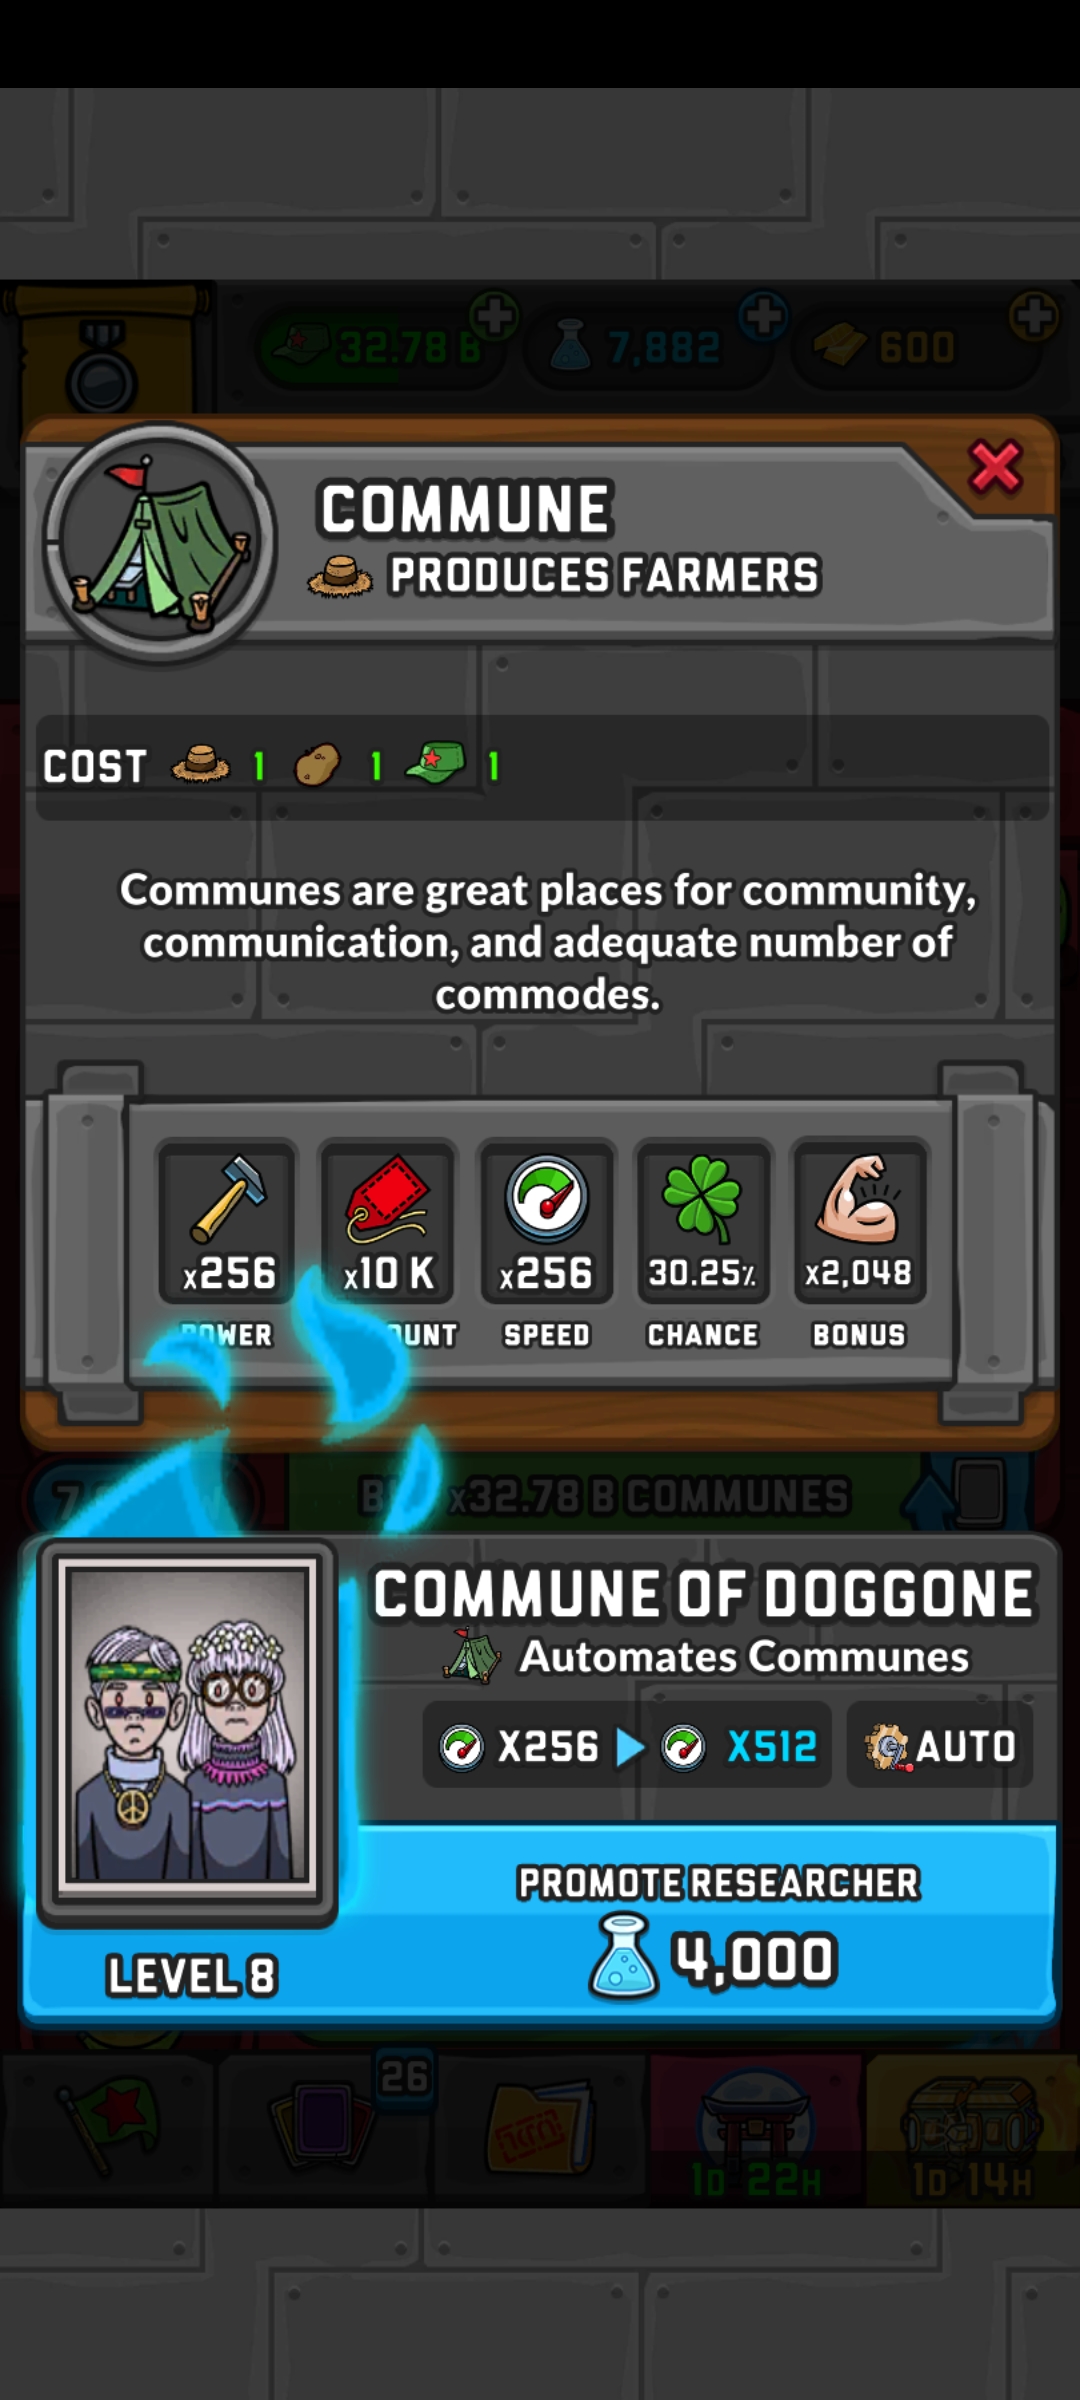 32.78 B
7,882
600
COMMUNE
PRODUCES FARMERS
COST 1 1 1
Communes are great places for community,
communication, and adequate number of
commodes.
x256 x10 K x256 30.25% x2,048
SPEED CHANCE BONUS
x32.78 B COMMUNES
COMMUNE OF DOGGONE
Automates Communes
X256 X512 AUTO
PROMOTE RESEARCHER
4,000
LEVEL 8
26
1D 22H
1D 14H